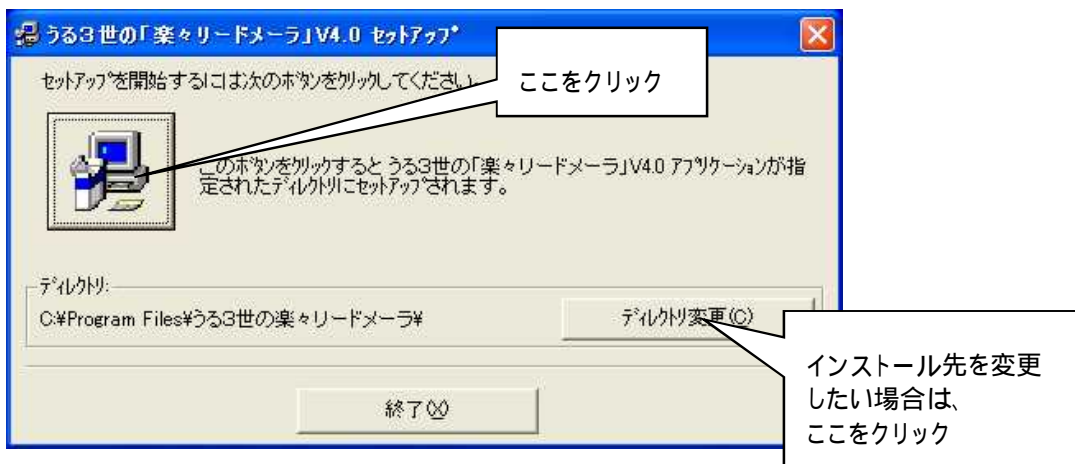 うる3世の「楽々リードメーラ」V4.0 セットアップ
セットアップを開始するには次のボタンをクリックしてください
ここをクリック
このボタンをクリックすると うる3世の「楽々リードメーラ」V4.0 アプリケーションが指
定されたディレクトリにセットアップされます。
ディレクトリ:
C:¥Program Files¥うる3世の楽々リードメーラ¥
ディレクトリ変更(C)
インストール先を変更
したい場合は、
ここをクリック
終了(X)